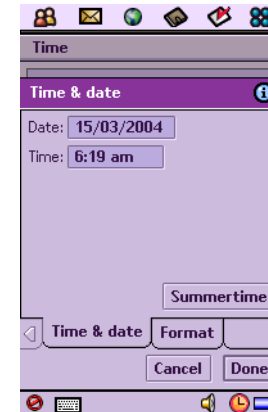 Time
Time & date
Date: 15/03/2004
Time: 6:19 am
Summertime
Time & date Format
Cancel Done